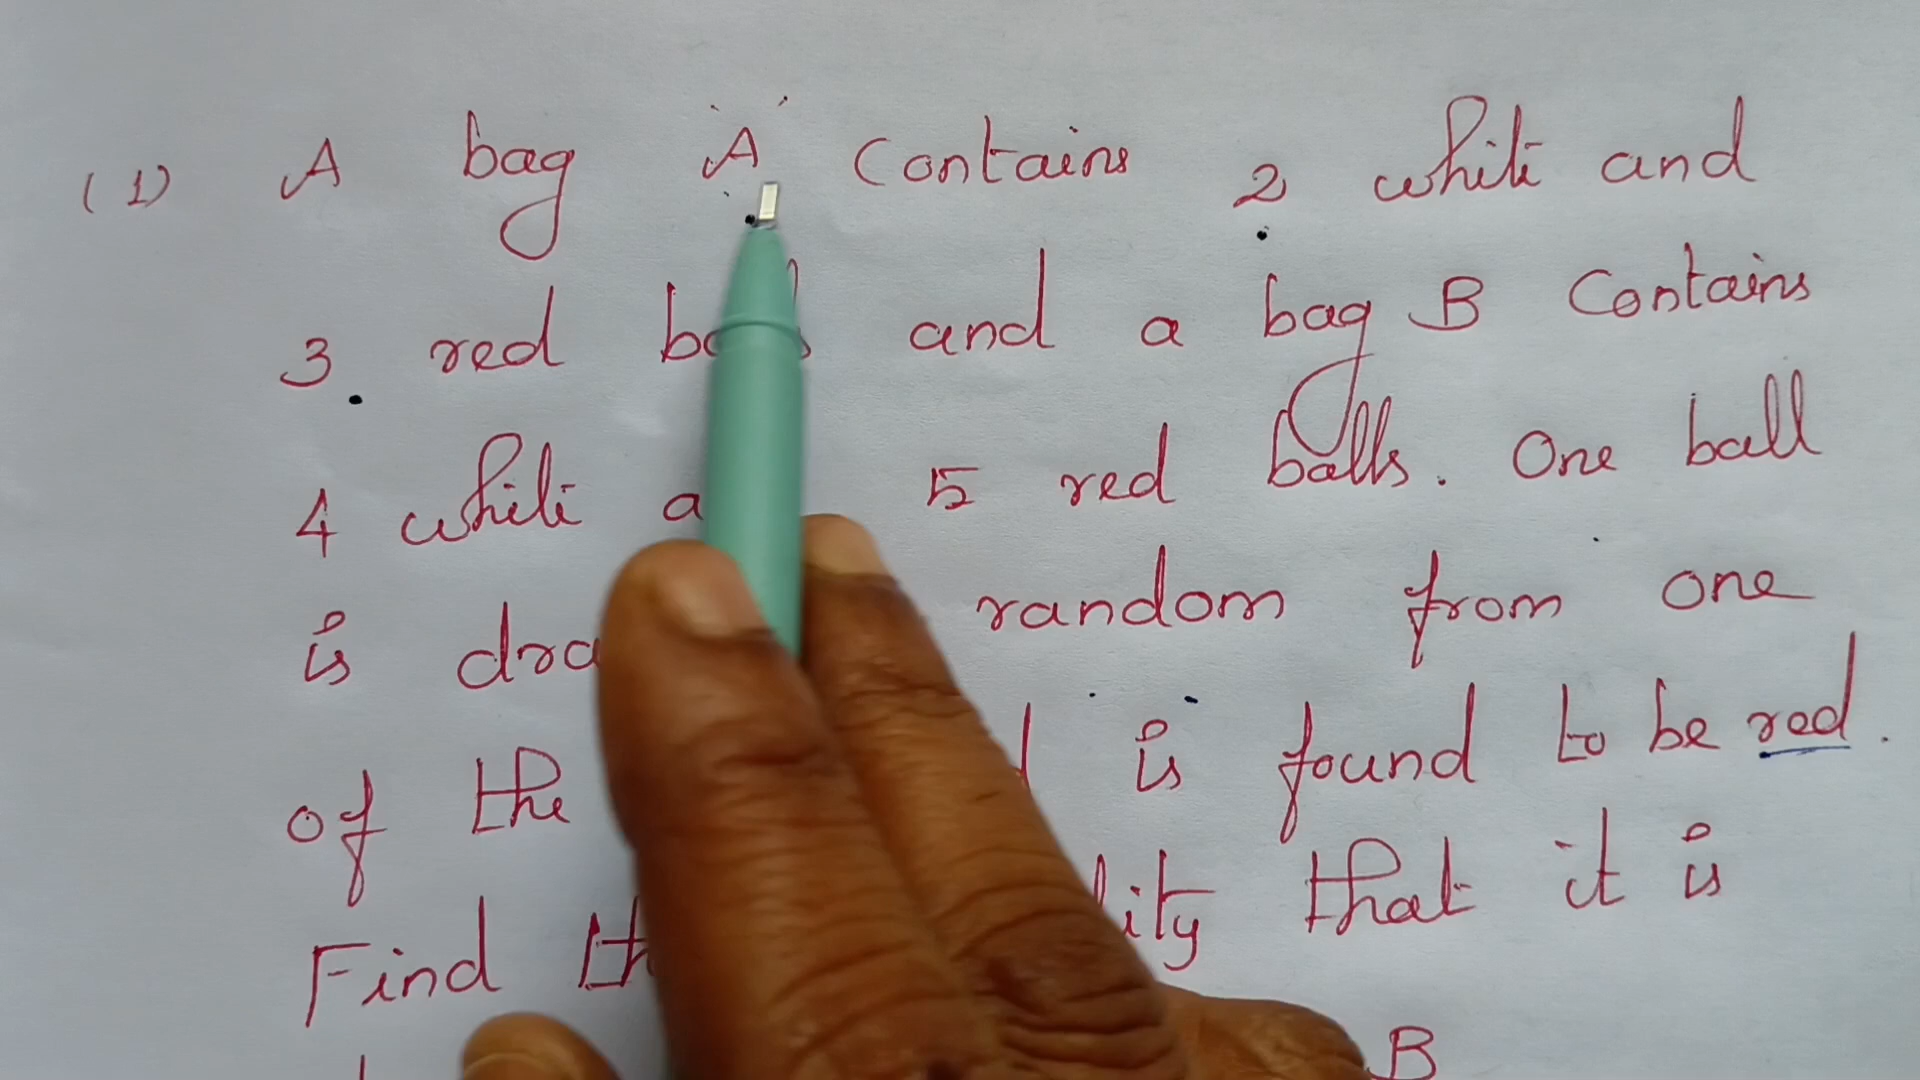 (1) A bag A Contains 2 white and
3 red and a bag B Contains
4 white 5 red balls. One ball
is random from one
of the is found to be red.
Find that it is
B